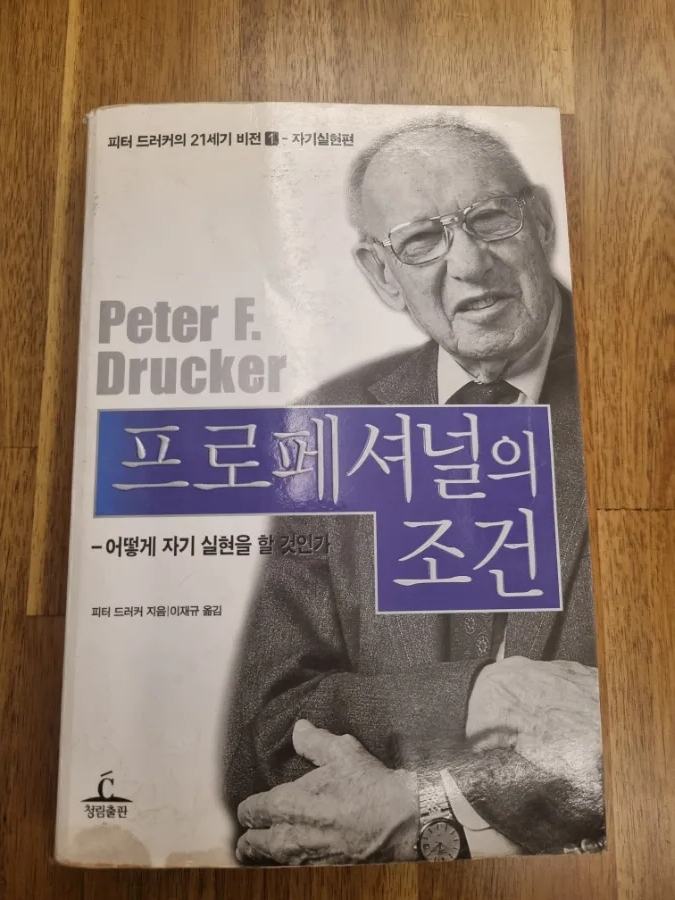 피터 드러커의 21세기 비전 1 - 자기실현편
Peter F.
Drucker
프로페셔널의
조건
- 어떻게 자기 실현을 할 것인가
피터 드러커 지음|이재규 옮김
청림출판